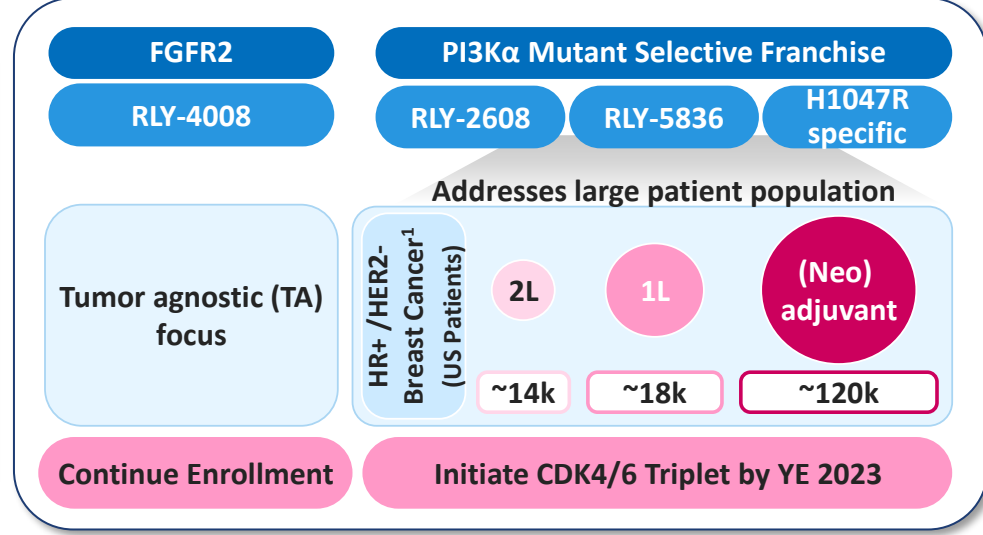 FGFR2
PI3Kα Mutant Selective Franchise
RLY-4008
RLY-2608
RLY-5836
H1047R
specific
Addresses large patient population
Tumor agnostic (TA)
focus
HR+ /HER2-
Breast Cancer¹
(US Patients)
2L
1L
(Neo)
adjuvant
~14k
~18k
~120k
Continue Enrollment
Initiate CDK4/6 Triplet by YE 2023